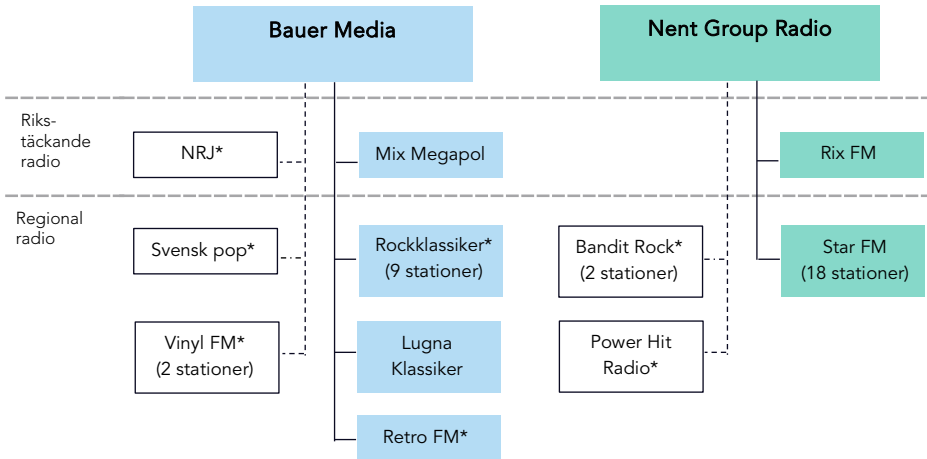 Bauer Media
Nent Group Radio
Riks-
täckande
radio
NRJ*
Mix Megapol
Rix FM
Regional
radio
Svensk pop*
Rockklassiker*
(9 stationer)
Bandit Rock*
(2 stationer)
Star FM
(18 stationer)
Vinyl FM*
(2 stationer)
Lugna
Klassiker
Power Hit
Radio*
Retro FM*